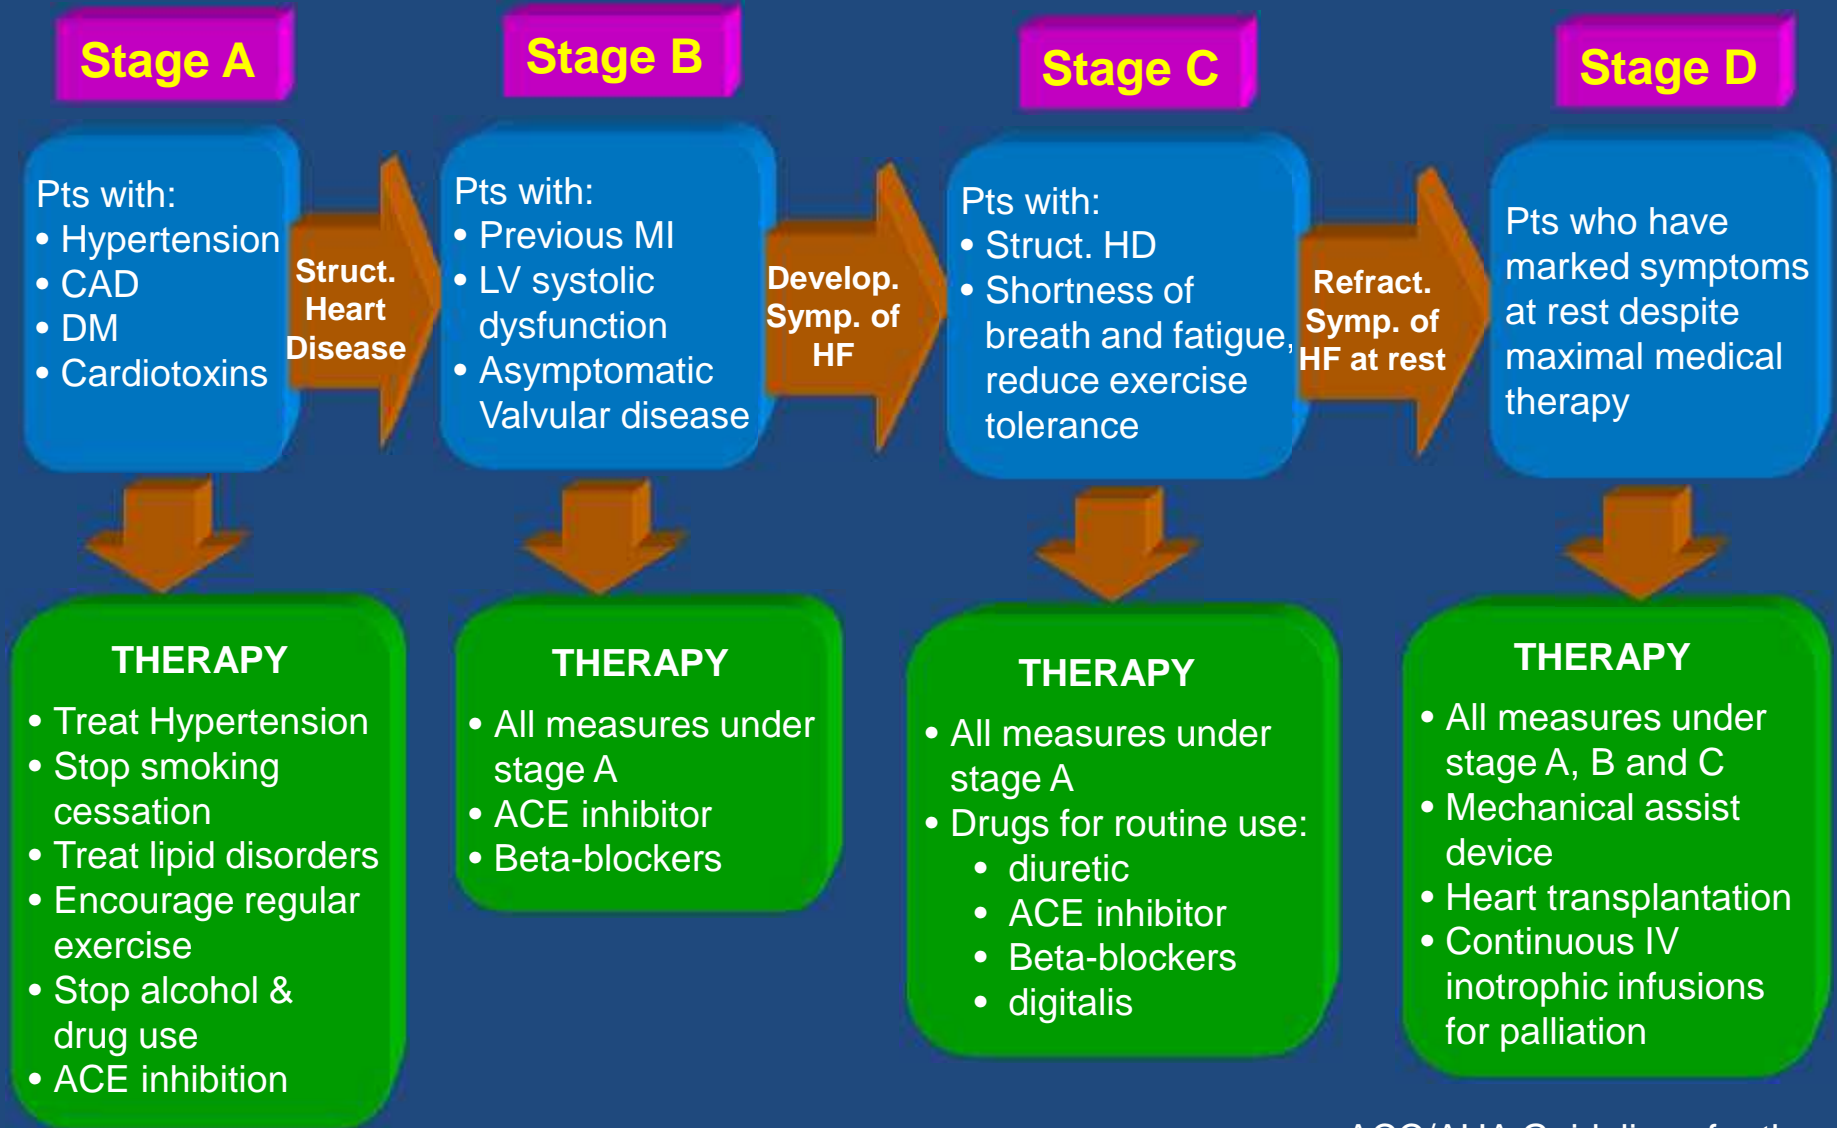 Stage A
Pts with:
• Hypertension
• CAD
• DM
• Cardiotoxins
Struct.
Heart
Disease
Stage B
Pts with:
• Previous MI
• LV systolic
dysfunction
• Asymptomatic
Valvular disease
Develop.
Symp. of
HF
Stage C
Pts with:
• Struct. HD
• Shortness of
breath and fatigue,
reduce exercise
tolerance
Refract.
Symp. of
HF at rest
Stage D
Pts who have
marked symptoms
at rest despite
maximal medical
therapy
THERAPY
• Treat Hypertension
• Stop smoking
cessation
• Treat lipid disorders
• Encourage regular
exercise
• Stop alcohol &
drug use
• ACE inhibition
THERAPY
• All measures under
stage A
• ACE inhibitor
• Beta-blockers
THERAPY
• All measures under
stage A
• Drugs for routine use:
• diuretic
• ACE inhibitor
• Beta-blockers
• digitalis
THERAPY
• All measures under
stage A, B and C
• Mechanical assist
device
• Heart transplantation
• Continuous IV
inotrophic infusions
for palliation
ACC/AHA Guidelines for the